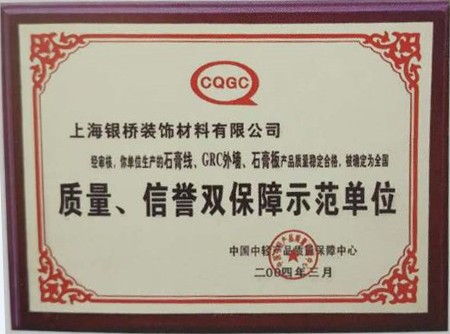 CQGC
上海银桥装饰材料有限公司
经审核，你单位生产的石膏线、GRC外墙、石膏板产品质量稳定合格，被确定为全国
质量、信誉双保障示范单位
中国中轻产品质量保障中心
二00四年三月